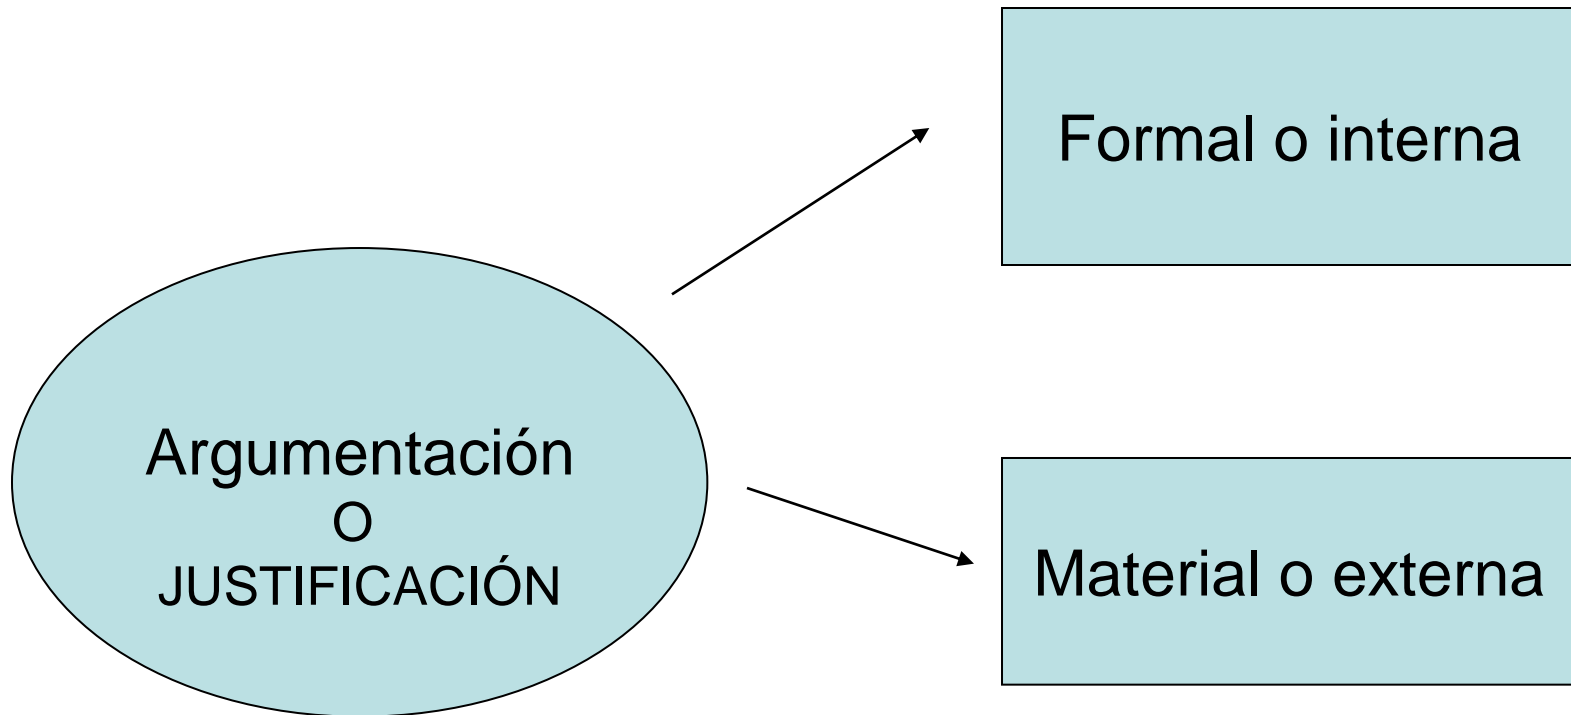 Formal o interna
Argumentación
O
JUSTIFICACIÓN
Material o externa